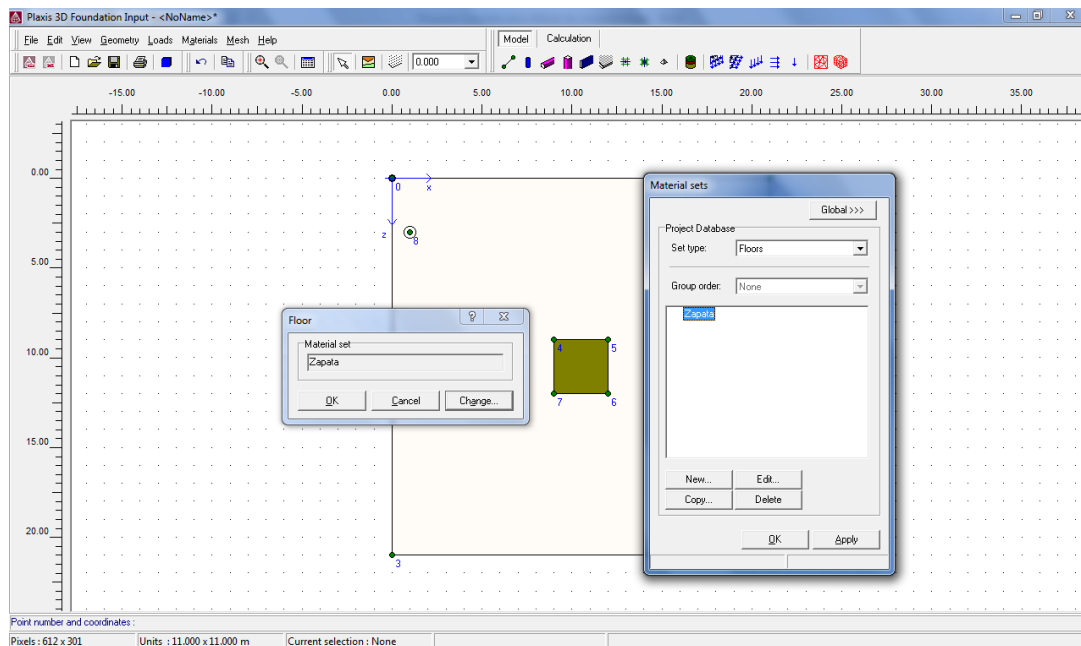 Plaxis 3D Foundation Input - <NoName>*
File Edit View Geometry Loads Materials Mesh Help
Model Calculation
0.000
-15.00 -10.00 -5.00 0.00 5.00 10.00 15.00 20.00 25.00 30.00 35.00
0.00
5.00
10.00
15.00
20.00
0 x
z
8
4 5
7 6
3
Floor
Material set
Zapata
OK Cancel Change...
Material sets
Global >>>
Project Database
Set type: Floors
Group order: None
Zapata
New... Edit...
Copy... Delete
OK Apply
Point number and coordinates :
Pixels : 612 x 301 Units : 11.000 x 11.000 m Current selection : None